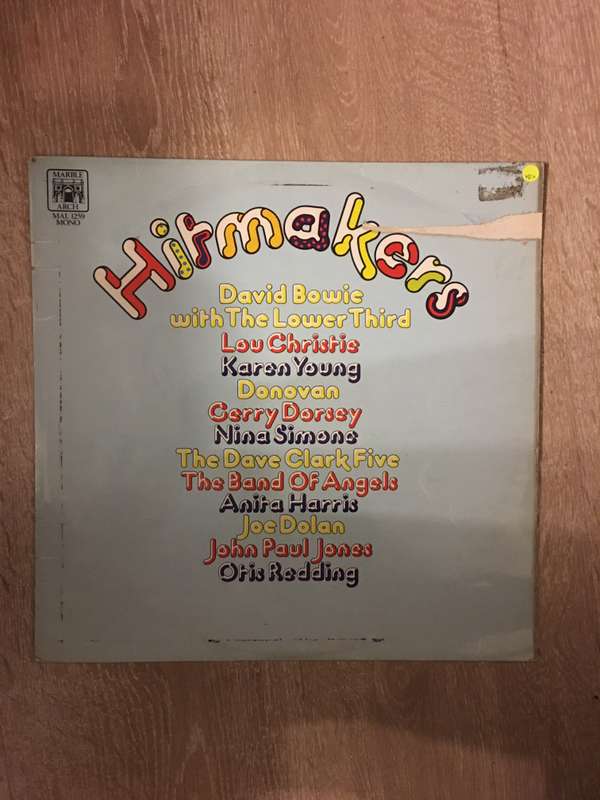 MARBLE
ARCH
MAL 1259
MONO
Hitmakers
David Bowie
with The Lower Third
Lou Christie
Karen Young
Donovan
Gerry Dorsey
Nina Simone
The Dave Clark Five
The Band Of Angels
Anita Harris
Joe Dolan
John Paul Jones
Otis Redding